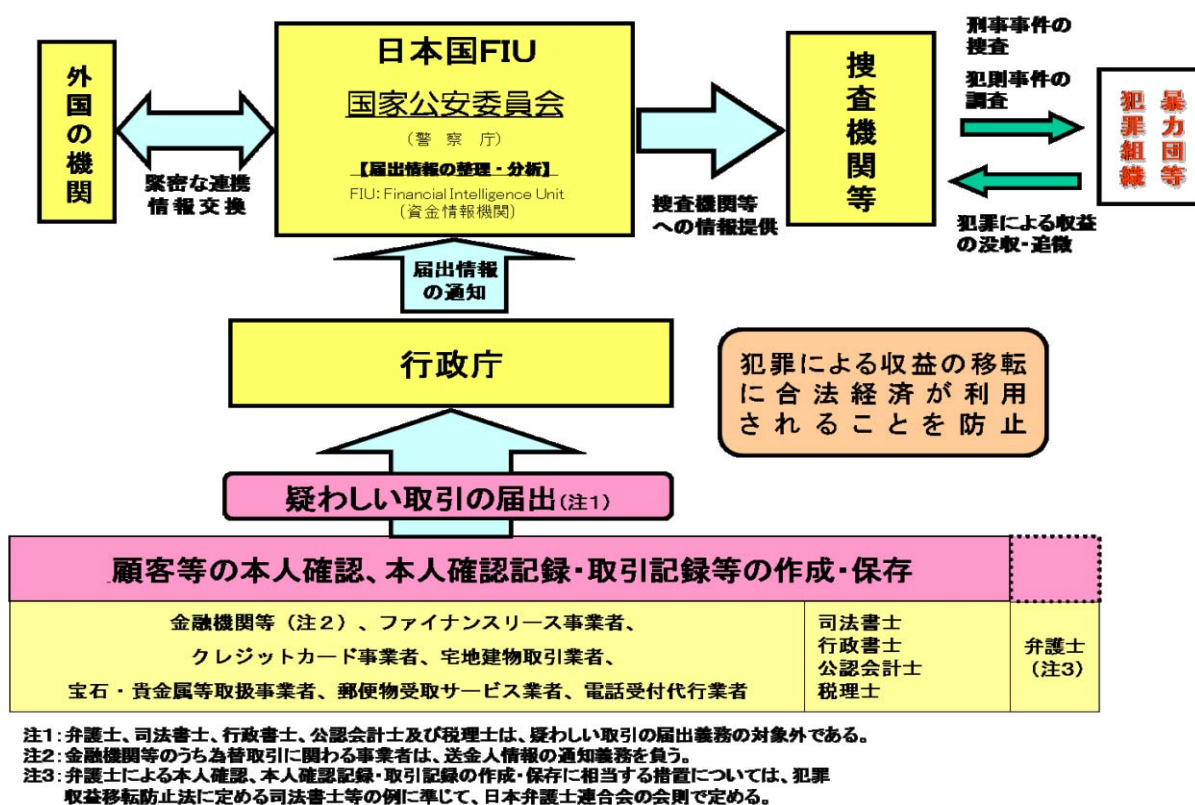 外国の機関
緊密な連携
情報交換
日本国FIU
国家公安委員会
(警 察 庁)
【届出情報の整理・分析】
FIU: Financial Intelligence Unit
(資金情報機関)
捜査機関等
への情報提供
捜査機関等
刑事事件の
捜査
犯則事件の
調査
暴力団等
犯罪組織
犯罪による収益
の没収・追徴
届出情報
の通知
行政庁
犯罪による収益の移転
に合法経済が利用
されることを防止
疑わしい取引の届出(注1)
顧客等の本人確認、本人確認記録・取引記録等の作成・保存
金融機関等(注2)、ファイナンスリース事業者、
クレジットカード事業者、宅地建物取引業者、
宝石・貴金属等取扱事業者、郵便物受取サービス業者、電話受付代行業者
司法書士
行政書士
公認会計士
税理士
弁護士
(注3)
注1:弁護士、司法書士、行政書士、公認会計士及び税理士は、疑わしい取引の届出義務の対象外である。
注2:金融機関等のうち為替取引に関わる事業者は、送金人情報の通知義務を負う。
注3:弁護士による本人確認、本人確認記録・取引記録の作成・保存に相当する措置については、犯罪
収益移転防止法に定める司法書士等の例に準じて、日本弁護士連合会の会則で定める。